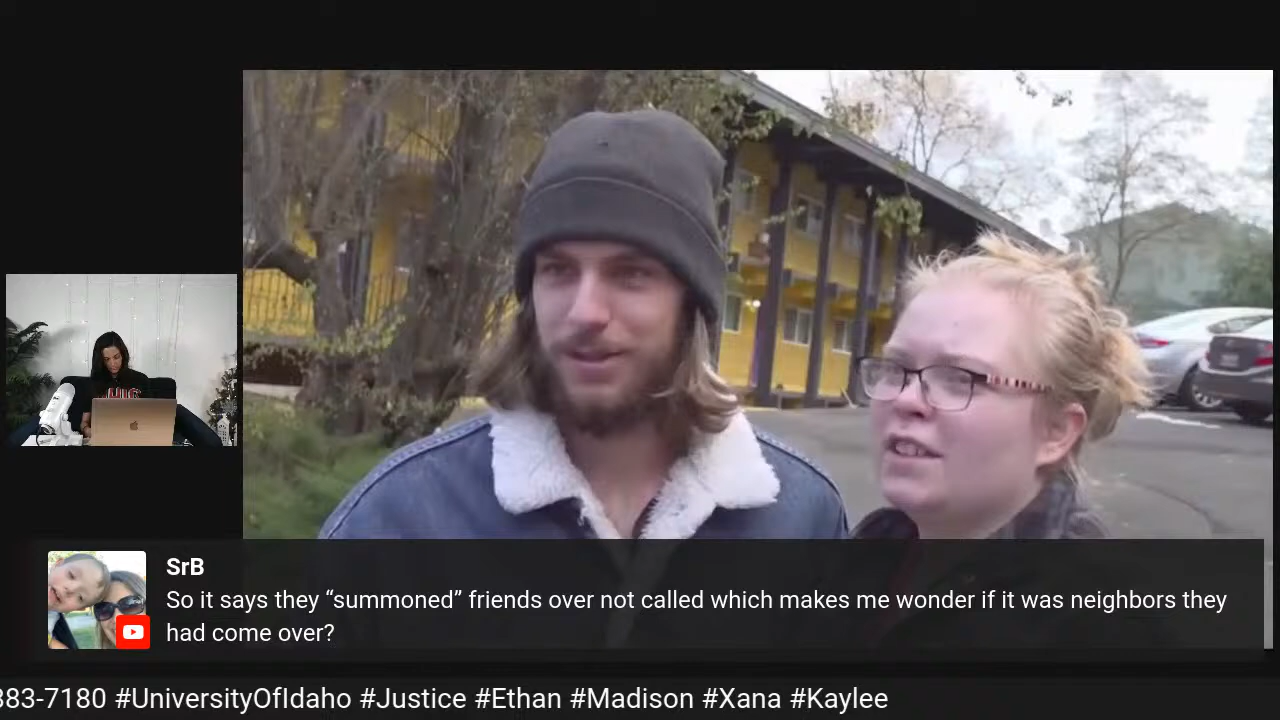 SrB
So it says they “summoned” friends over not called which makes me wonder if it was neighbors they
had come over?
383-7180 #UniversityOfIdaho #Justice #Ethan #Madison #Xana #Kaylee